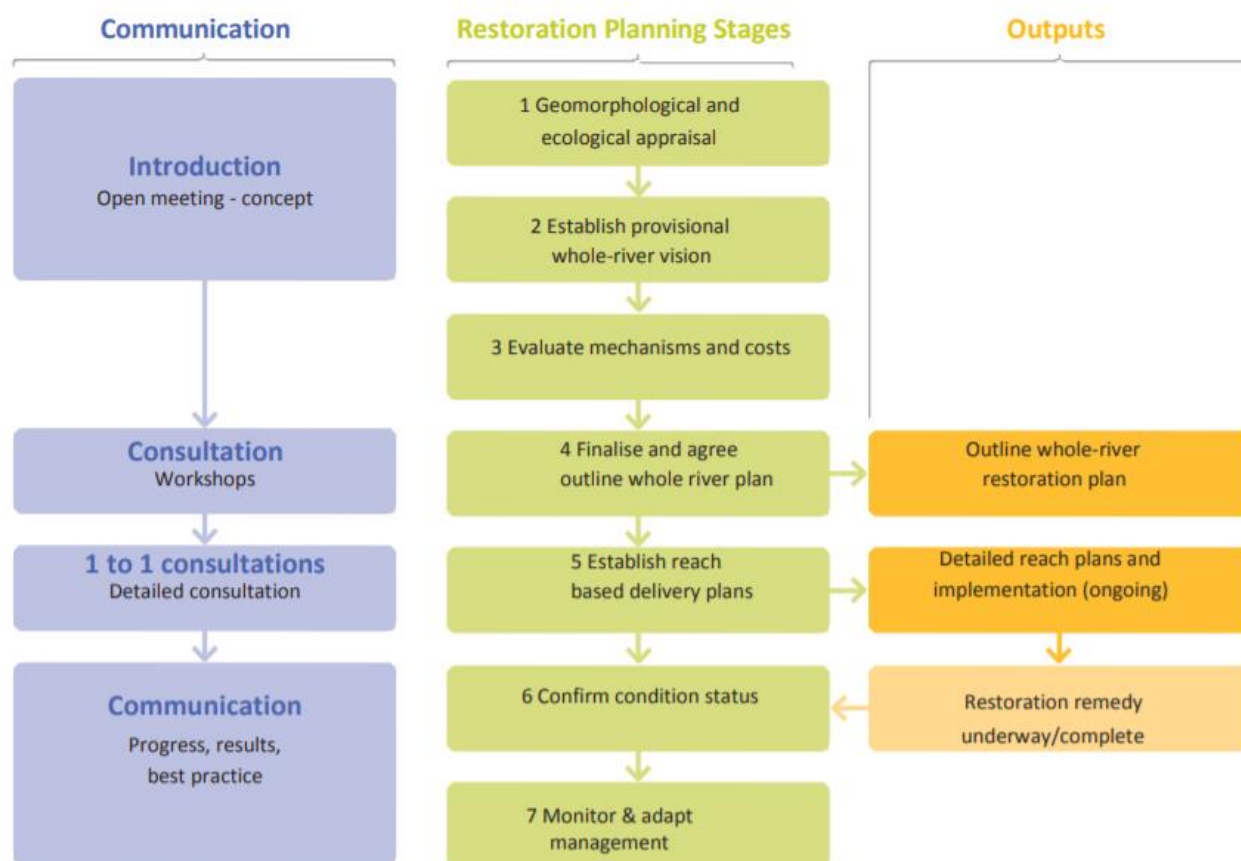 Communication
Restoration Planning Stages
Outputs
Introduction
Open meeting - concept
Consultation
Workshops
1 to 1 consultations
Detailed consultation
Communication
Progress, results,
best practice
1 Geomorphological and
ecological appraisal
2 Establish provisional
whole-river vision
3 Evaluate mechanisms and costs
4 Finalise and agree
outline whole river plan
5 Establish reach
based delivery plans
6 Confirm condition status
7 Monitor & adapt
management
Outline whole-river
restoration plan
Detailed reach plans and
implementation (ongoing)
Restoration remedy
underway/complete